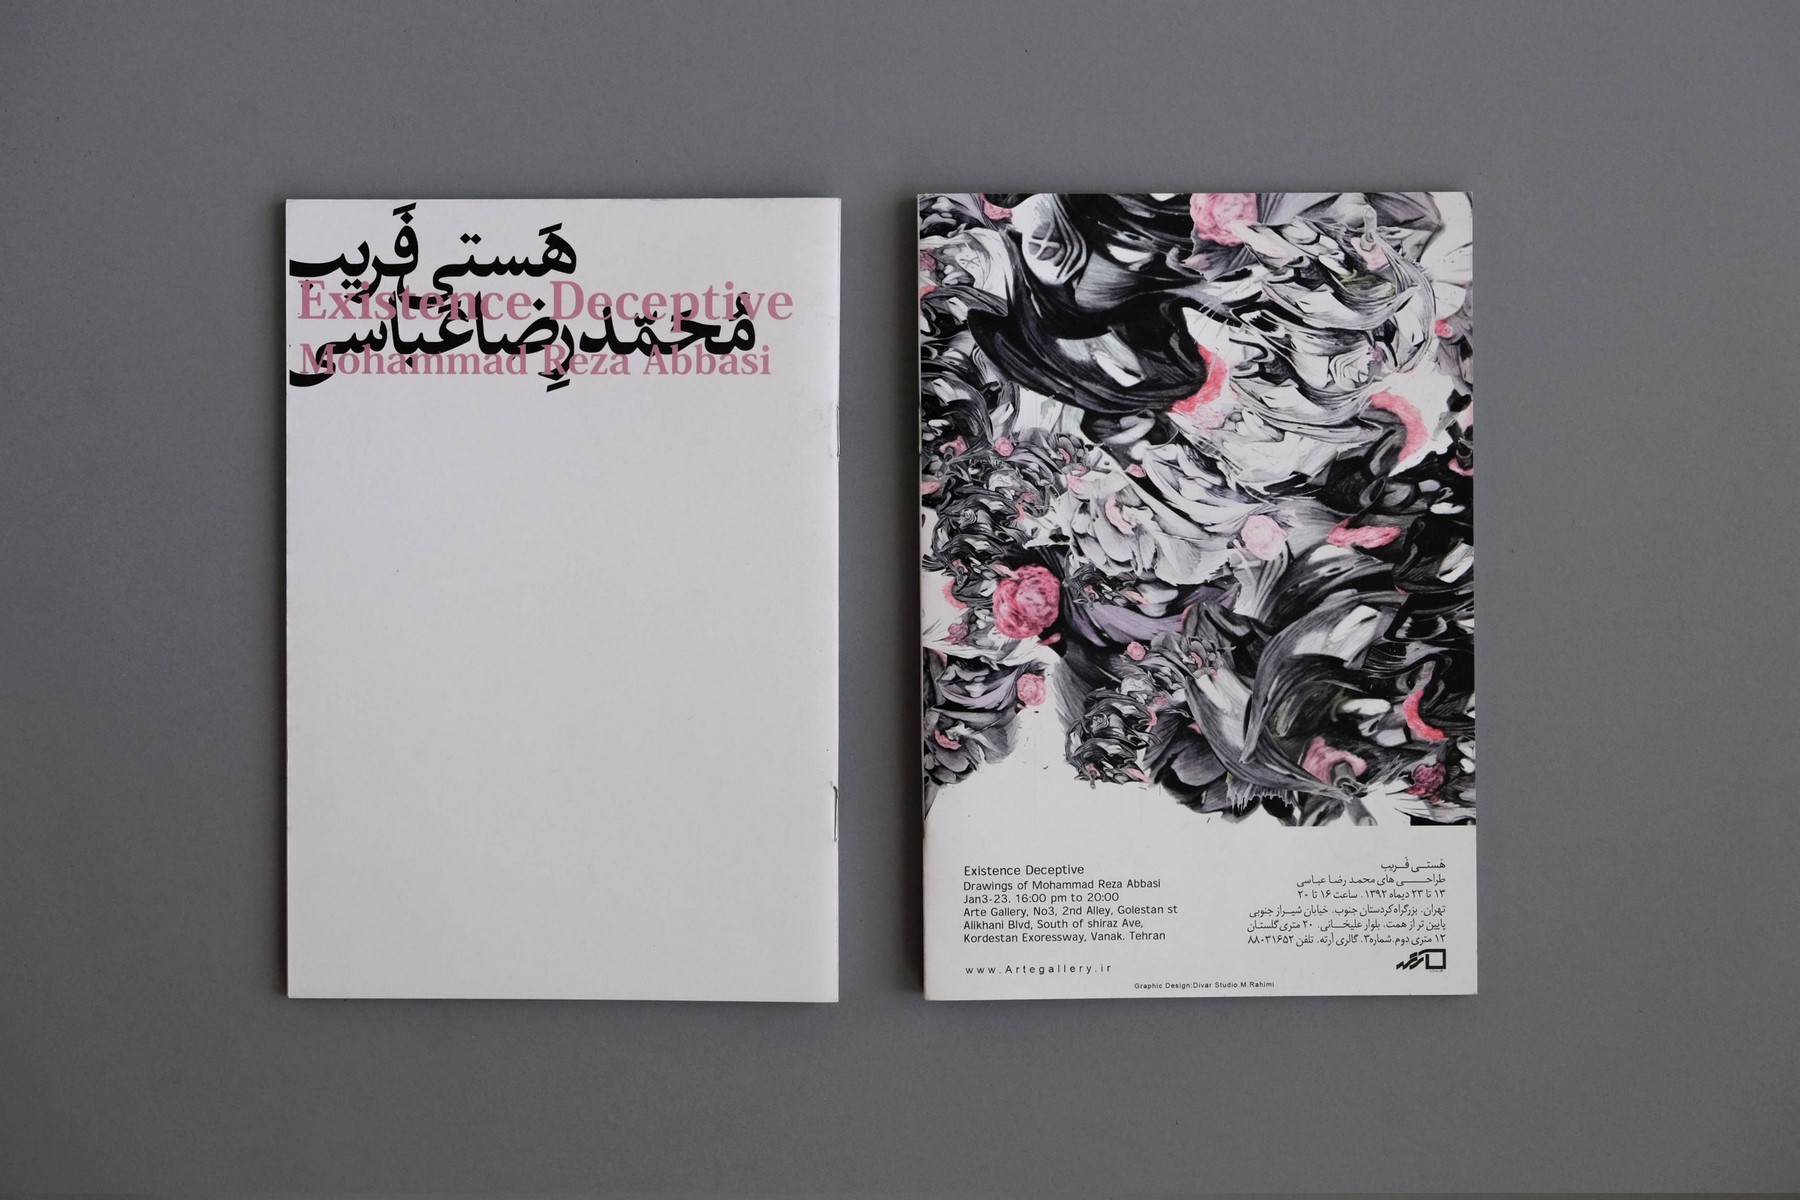 هَستی فَریب
Existence Deceptive
مُحَمّدرِضا عَباسی
Mohammad Reza Abbasi
Existence Deceptive
Drawings of Mohammad Reza Abbasi
Jan3-23. 16:00 pm to 20:00
Arte Gallery, No3, 2nd Alley, Golestan st
Alikhani Blvd, South of shiraz Ave,
Kordestan Exoressway, Vanak. Tehran
www.Artegallery.ir
هَستی فَریب
طراحی های محمد رضا عباسی
۱۳ تا ۲۳ دیماه ۱۳۹۲. ساعت ۱۶ تا ۲۰
تهران. بزرگراه کردستان جنوب. خیابان شیراز جنوبی
پایین تر از همت. بلوار علیخانی. ۲۰ متری گلستان
۱۲ متری دوم.شماره۳. گالری آرته. تلفن ۸۸۰۳۱۶۵۲
آرته
Graphic Design:Divar Studio.M.Rahimi